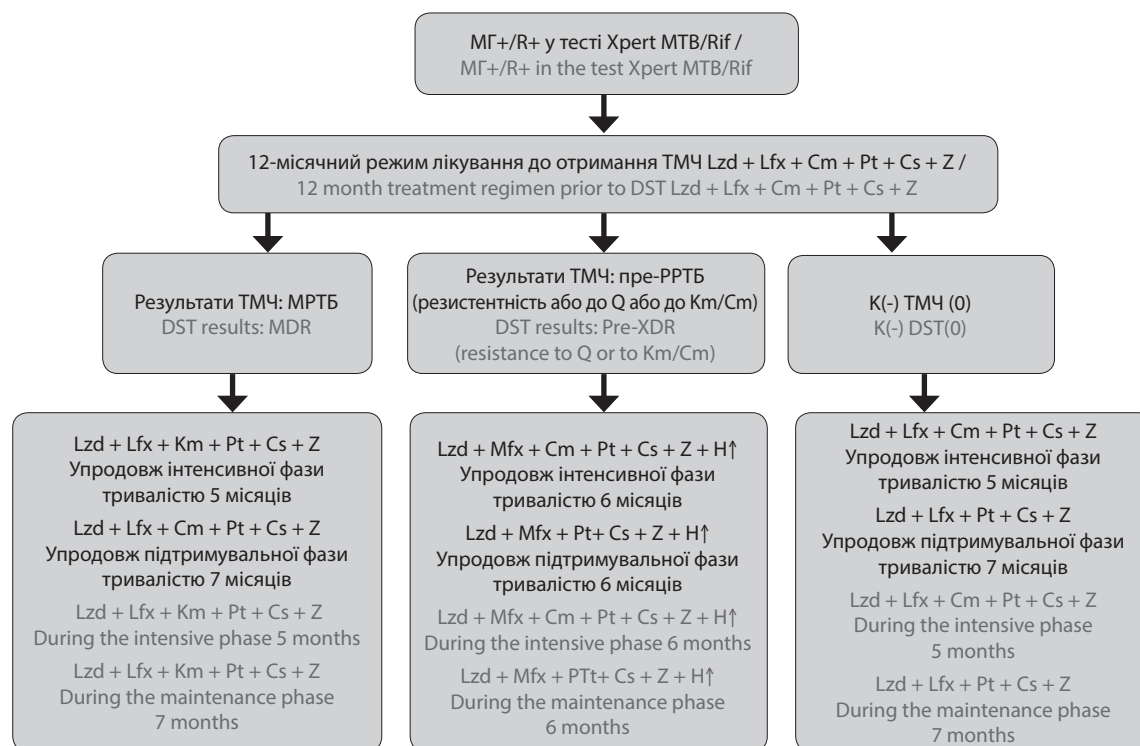 МГ+/R+ у тесті Xpert MTB/Rif /
МГ+/R+ in the test Xpert MTB/Rif
12-місячний режим лікування до отримання ТМЧ Lzd + Lfx + Cm + Pt + Cs + Z /
12 month treatment regimen prior to DST Lzd + Lfx + Cm + Pt + Cs + Z
Результати ТМЧ: МРТБ
DST results: MDR
Результати ТМЧ: пре-РРТБ
(резистентність або до Q або до Km/Cm)
DST results: Pre-XDR
(resistance to Q or to Km/Cm)
К(-) ТМЧ (0)
K(-) DST(0)
Lzd + Lfx + Km + Pt + Cs + Z
Упродовж інтенсивної фази
тривалістю 5 місяців
Lzd + Lfx + Cm + Pt + Cs + Z
Упродовж підтримувальної фази
тривалістю 7 місяців
Lzd + Lfx + Km + Pt + Cs + Z
During the intensive phase 5 months
Lzd + Lfx + Km + Pt + Cs + Z
During the maintenance phase
7 months
Lzd + Mfx + Cm + Pt + Cs + Z + H↑
Упродовж інтенсивної фази
тривалістю 6 місяців
Lzd + Mfx + Pt+ Cs + Z + H↑
Упродовж підтримувальної фази
тривалістю 6 місяців
Lzd + Mfx + Cm + Pt + Cs + Z + H↑
During the intensive phase 6 months
Lzd + Mfx + PTt+ Cs + Z + H↑
During the maintenance phase
6 months
Lzd + Lfx + Cm + Pt + Cs + Z
Упродовж інтенсивної фази
тривалістю 5 місяців
Lzd + Lfx + Pt + Cs + Z
Упродовж підтримувальної фази
тривалістю 7 місяців
Lzd + Lfx + Cm + Pt + Cs + Z
During the intensive phase
5 months
Lzd + Lfx + Pt + Cs + Z
During the maintenance phase
7 months